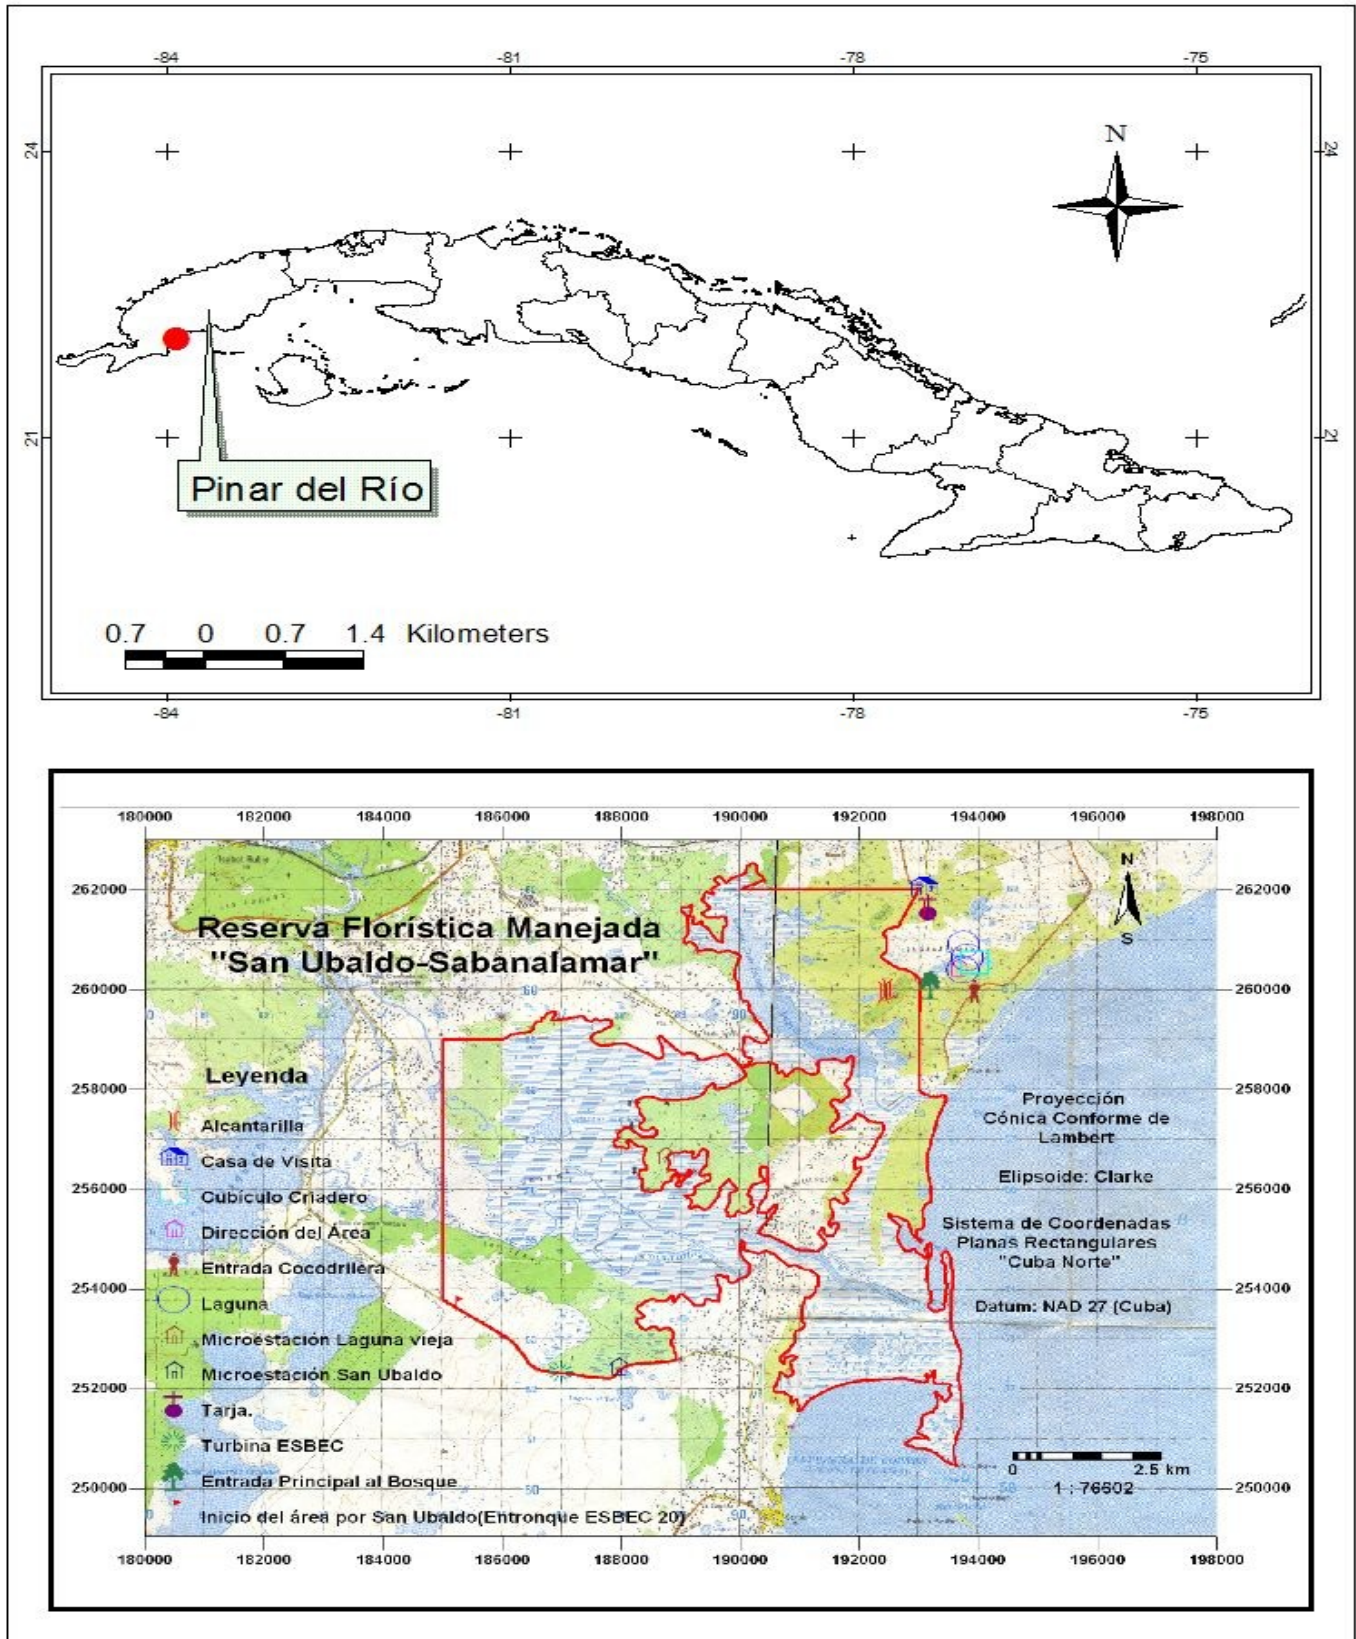 -84 -81 -78 -75
N
24 24
21 21
Pinar del Río
0.7 0 0.7 1.4 Kilometers
-84 -81 -78 -75
180000 182000 184000 186000 188000 190000 192000 194000 196000 198000
N
S
262000 262000
Reserva Florística Manejada
"San Ubaldo-Sabanalamar"
260000 260000
258000 258000
256000 256000
254000 254000
252000 252000
250000 250000
Leyenda
Alcantarilla
Casa de Visita
Cubículo Criadero
Dirección del Área
Entrada Cocodrilera
Laguna
Microestación Laguna vieja
Microestación San Ubaldo
Tarja.
Turbina ESBEC
Entrada Principal al Bosque
Inicio del área por San Ubaldo(Entronque ESBEC 20)
Proyección
Cónica Conforme de
Lambert
Elipsoide: Clarke
Sistema de Coordenadas
Planas Rectangulares
"Cuba Norte"
Datum: NAD 27 (Cuba)
0 2.5 km
1 : 76602
180000 182000 184000 186000 188000 190000 192000 194000 196000 198000